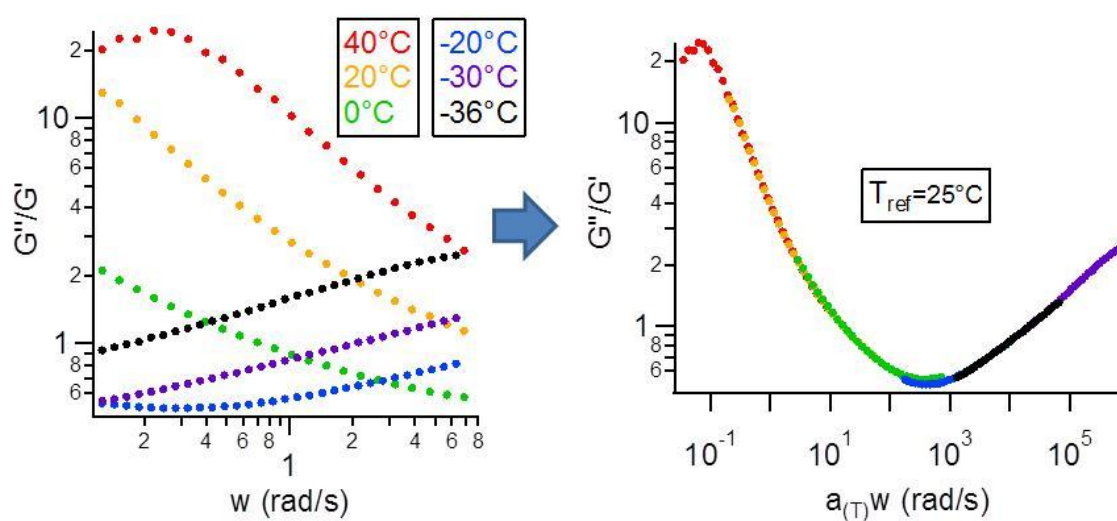 2
10
8
6
4
2
1
8
6
G"/G'
40°C
20°C
0°C
-20°C
-30°C
-36°C
2 4 6 8 1 2 4 6 8
w (rad/s)
2
10
8
6
4
2
1
8
6
G"/G'
T_ref=25°C
10^-1 10^1 10^3 10^5
a_(T)w (rad/s)